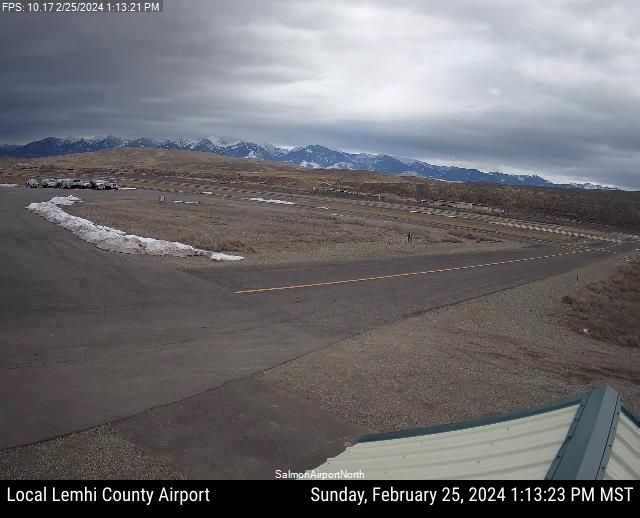 FPS: 10.17 2/25/2024 1:13:21 PM
SalmonAirportNorth
Local Lemhi County Airport Sunday, February 25, 2024 1:13:23 PM MST